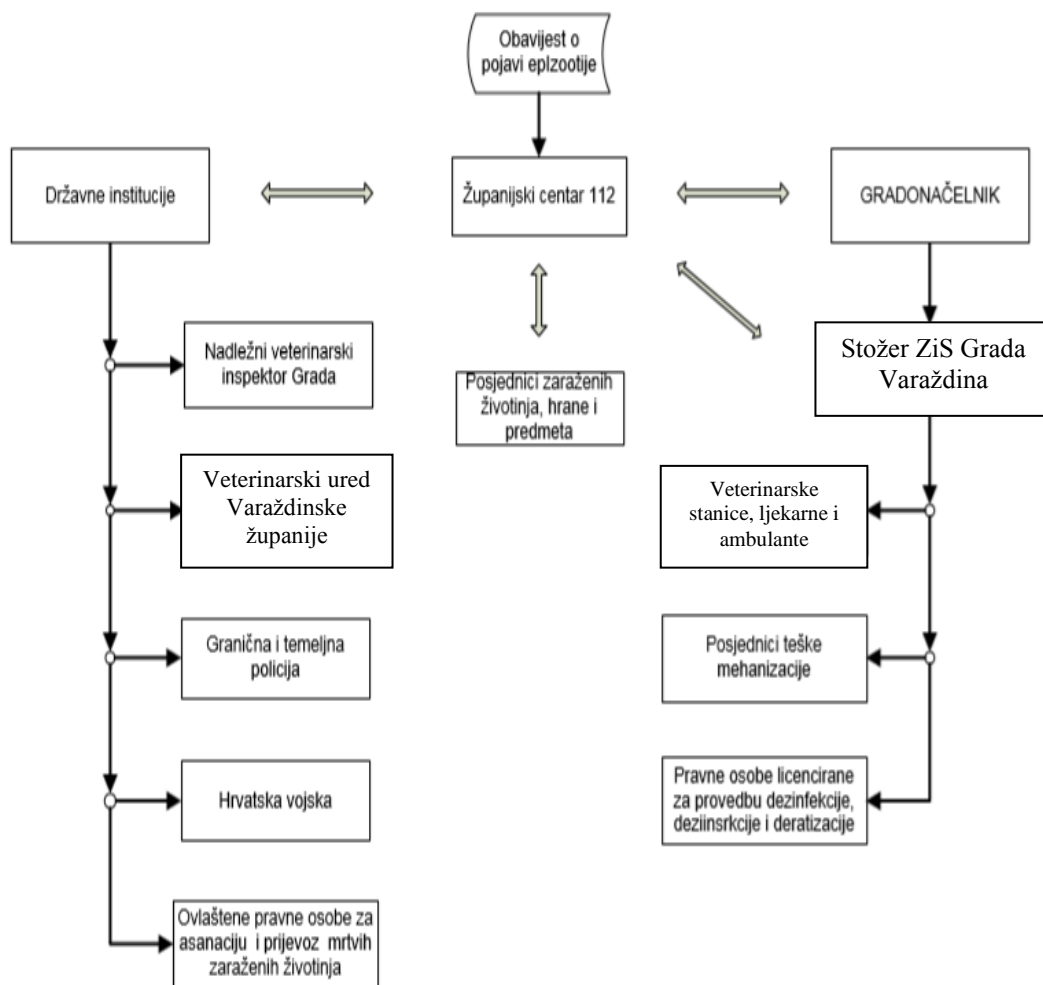 Obavijest o
pojavi eplzootije
Državne institucije
Županijski centar 112
GRADONAČELNIK
Nadležni veterinarski
inspektor Grada
Posjednici zaraženih
životinja, hrane i
predmeta
Stožer ZiS Grada
Varaždina
Veterinarski ured
Varaždinske
županije
Veterinarske
stanice, ljekarne i
ambulante
Granična i temeljna
policija
Posjednici teške
mehanizacije
Hrvatska vojska
Pravne osobe licencirane
za provedbu dezinfekcije,
deziinsrkcije i deratizacije
Ovlaštene pravne osobe za
asanaciju i prijevoz mrtvih
zaraženih životinja